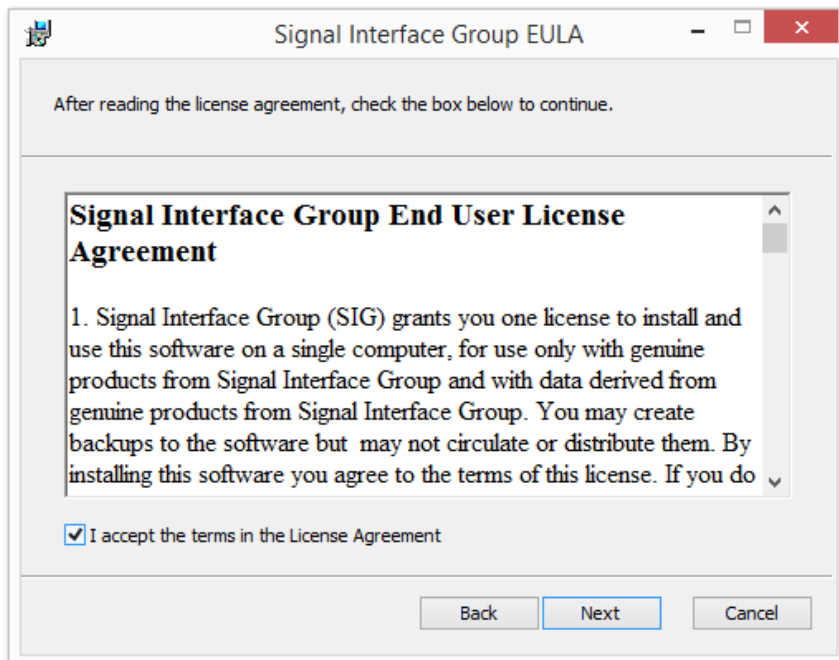 Signal Interface Group EULA
After reading the license agreement, check the box below to continue.
Signal Interface Group End User License
Agreement
1. Signal Interface Group (SIG) grants you one license to install and
use this software on a single computer, for use only with genuine
products from Signal Interface Group and with data derived from
genuine products from Signal Interface Group. You may create
backups to the software but  may not circulate or distribute them. By
installing this software you agree to the terms of this license. If you do
I accept the terms in the License Agreement
Back Next Cancel